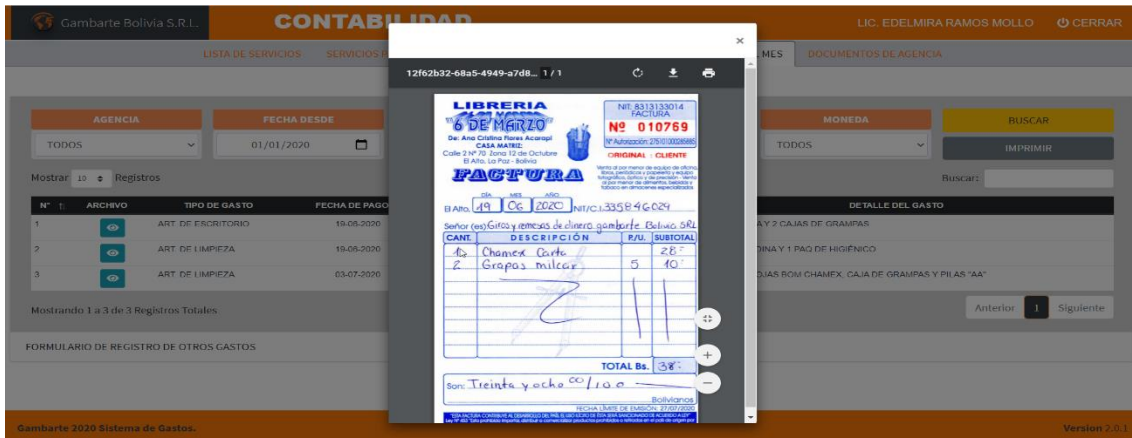 Gambarte Bolivia S.R.L.
CONTABILIDAD
LIC. EDELMIRA RAMOS MOLLO
CERRAR
LISTA DE SERVICIOS
MES
DOCUMENTOS DE AGENCIA
12f62b32-68a5-4949-a7d8... 1 / 1
AGENCIA
FECHA DESDE
MONEDA
BUSCAR
TODOS
01/01/2020
TODOS
IMPRIMIR
Mostrar 10 Registros
Buscar:
N° ARCHIVO TIPO DE GASTO FECHA DE PAGO DETALLE DEL GASTO
1 ART. DE ESCRITORIO 19-06-2020 Y 2 CAJAS DE GRAMPAS
2 ART. DE LIMPIEZA 19-06-2020 Y 1 PAQ DE HIGIÉNICO
3 ART. DE LIMPIEZA 03-07-2020 BOM CHAMEX, CAJA DE GRAMPAS Y PILAS "AA"
Mostrando 1 a 3 de 3 Registros Totales
Anterior 1 Siguiente
FORMULARIO DE REGISTRO DE OTROS GASTOS
LIBRERIA
"6 DE MARZO"
De: Ana Cristina Flores Acarapi
CASA MATRIZ:
Calle 2 N° 70 Zona 12 de Octubre
El Alto, La Paz - Bolivia
FACTURA
NIT: 8313133014
FACTURA
Nº 010769
ORIGINAL : CLIENTE
DÍA MES AÑO
El Alto, 19 06 2020 NIT/C.I. 335846029
Señor (es) Giros y remesas de dinero gambarte Bolivia SRL
CANT. DESCRIPCIÓN P./U. SUBTOTAL
1 Chamex Carta 28
2 Grapas milcar 5 10
TOTAL Bs. 38
Son: Treinta y ocho 00/100
Bolivianos
FECHA LÍMITE DE EMISIÓN: 27/07/2020
Gambarte 2020 Sistema de Gastos.
Version 2.0.1